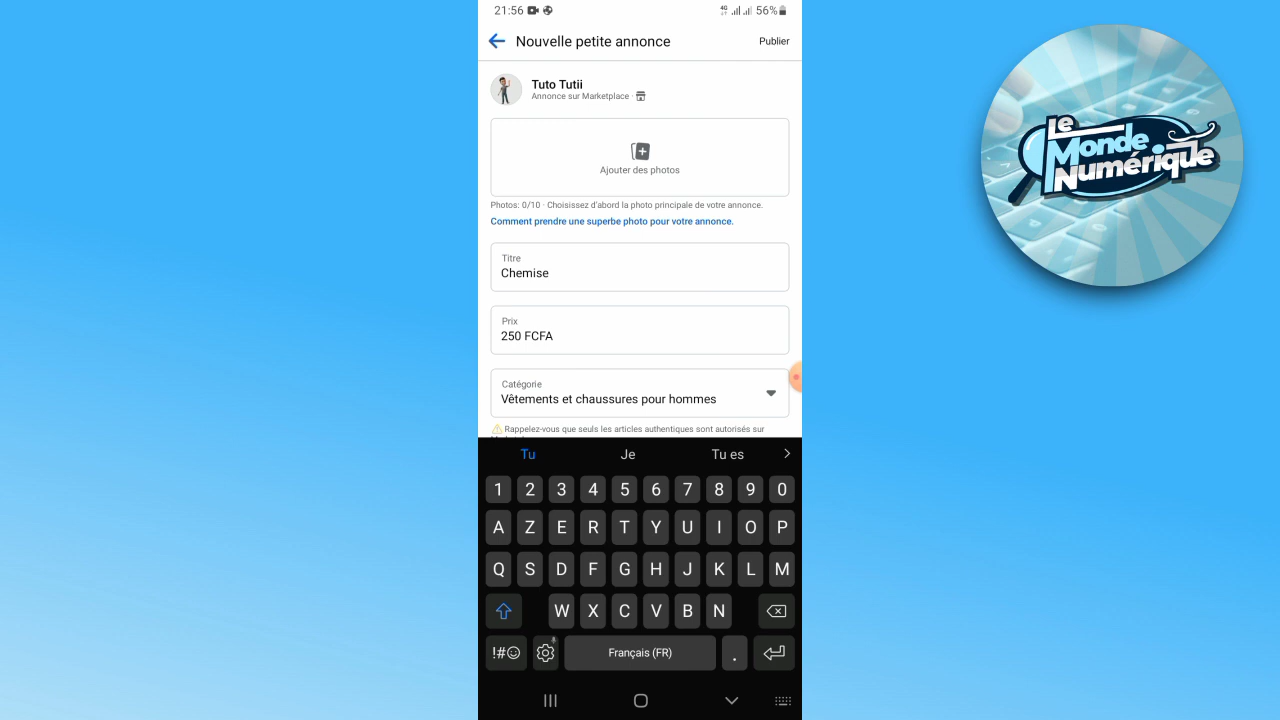 21:56
4G
56%
Nouvelle petite annonce
Publier
Tuto Tutii
Annonce sur Marketplace ·
Ajouter des photos
Photos: 0/10 · Choisissez d'abord la photo principale de votre annonce.
Comment prendre une superbe photo pour votre annonce.
Titre
Chemise
Prix
250 FCFA
Catégorie
Vêtements et chaussures pour hommes
Rappelez-vous que seuls les articles authentiques sont autorisés sur
Tu Je Tu es
1 2 3 4 5 6 7 8 9 0
A Z E R T Y U I O P
Q S D F G H J K L M
W X C V B N
!#☺ Français (FR) .
Le
Monde
Numérique